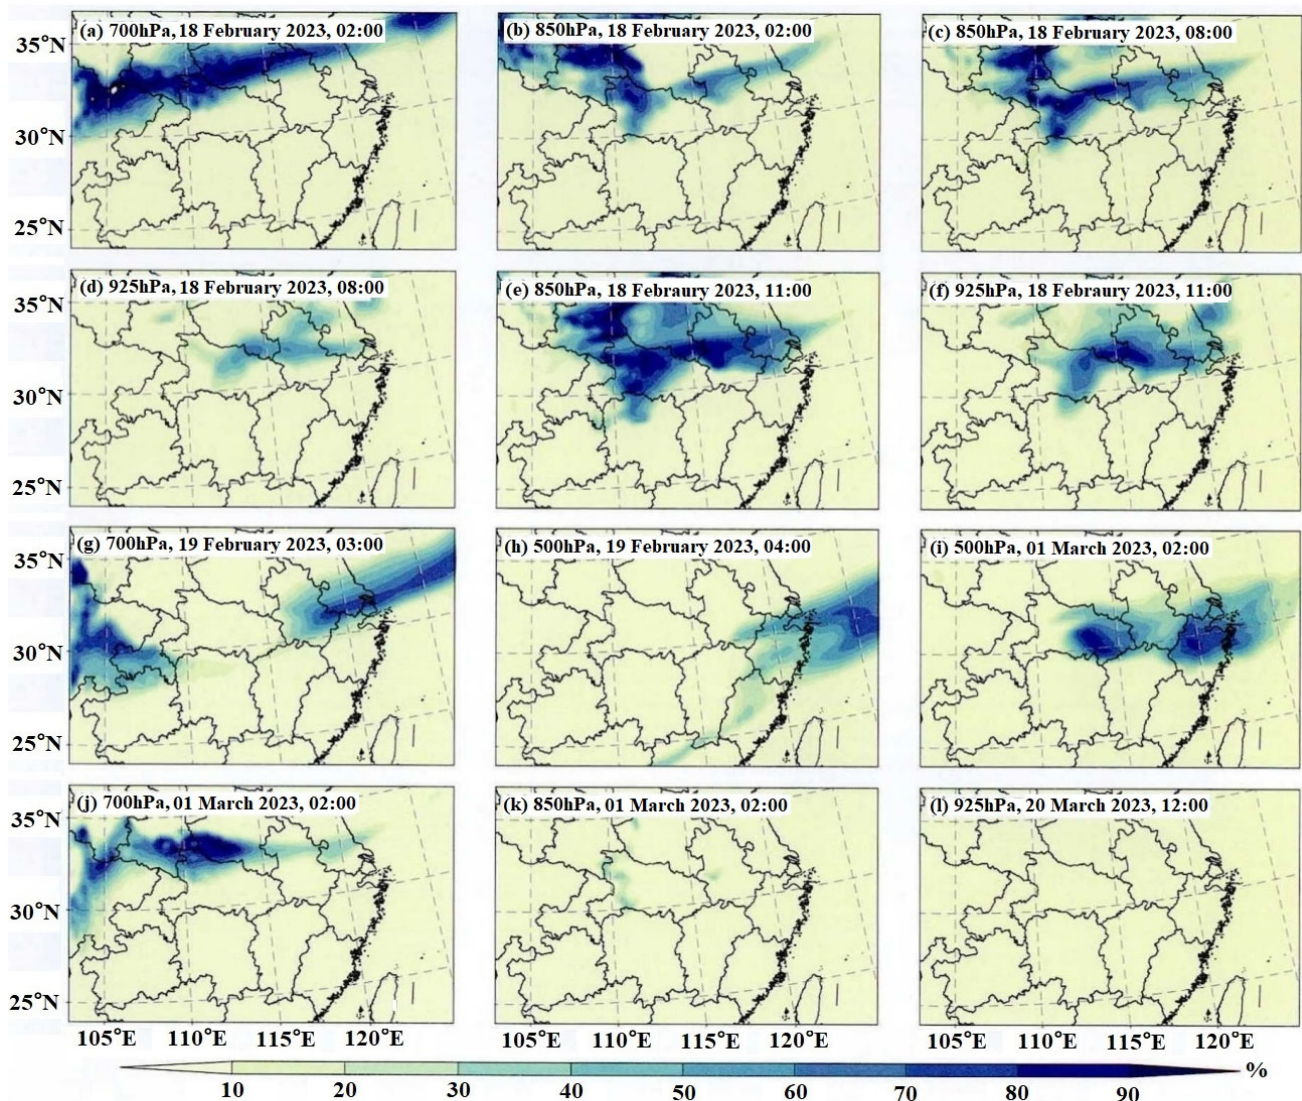 (a) 700hPa, 18 February 2023, 02:00
(b) 850hPa, 18 February 2023, 02:00
(c) 850hPa, 18 February 2023, 08:00
35°N
30°N
25°N
(d) 925hPa, 18 February 2023, 08:00
(e) 850hPa, 18 Febraury 2023, 11:00
(f) 925hPa, 18 February 2023, 11:00
35°N
30°N
25°N
(g) 700hPa, 19 February 2023, 03:00
(h) 500hPa, 19 February 2023, 04:00
(i) 500hPa, 01 March 2023, 02:00
35°N
30°N
25°N
(j) 700hPa, 01 March 2023, 02:00
(k) 850hPa, 01 March 2023, 02:00
(l) 925hPa, 20 March 2023, 12:00
35°N
30°N
25°N
105°E 110°E 115°E 120°E
105°E 110°E 115°E 120°E
105°E 110°E 115°E 120°E
10 20 30 40 50 60 70 80 90 %